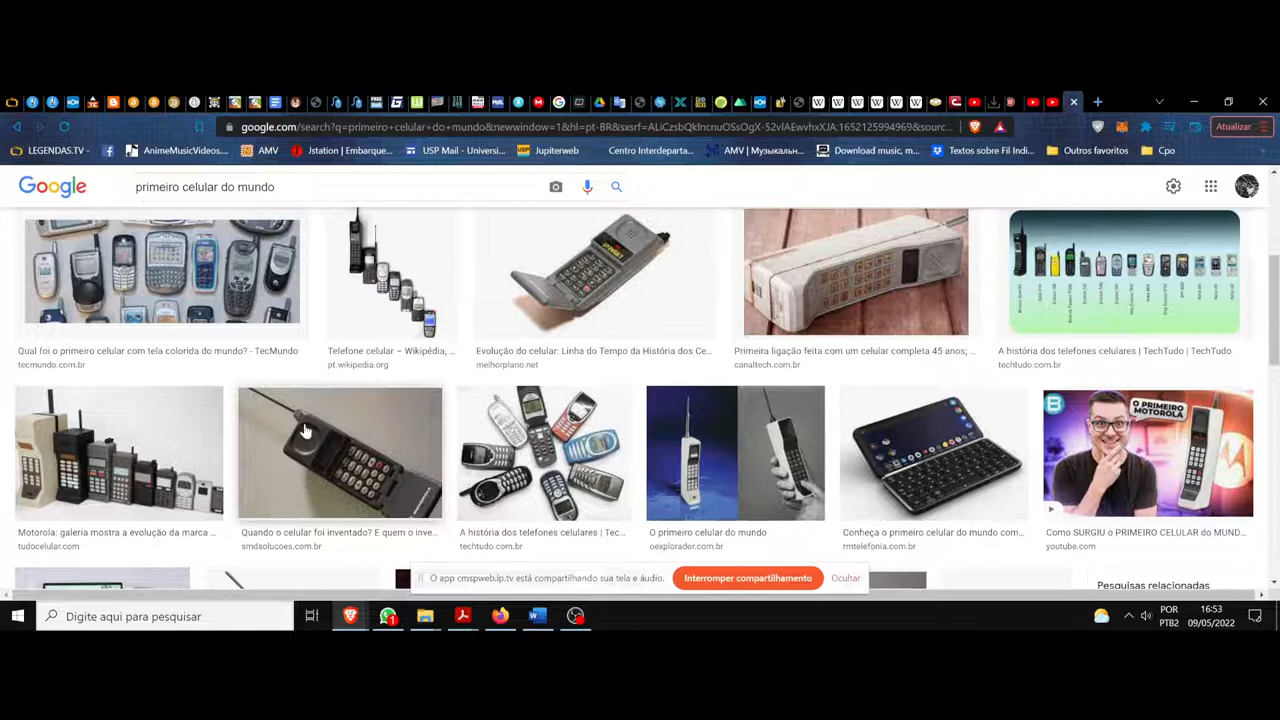 google.com/search?q=primeiro+celular+do+mundo&newwindow=1&hl=pt-BR&sxsrf=ALiCzsbQkIncnuOSsOgX-52vlAEwvhxXJA:1652125994969&sourc...
Atualizar
LEGENDAS.TV -
AnimeMusicVideos...
AMV
Jstation | Embarque...
USP Mail - Universi...
Jupiterweb
Centro Interdeparta...
AMV | Музыкальн...
Download music, m...
Textos sobre Fil Indi...
Outros favoritos
Cpo
Google
primeiro celular do mundo
Qual foi o primeiro celular com tela colorida do mundo? - TecMundo
tecmundo.com.br
Telefone celular – Wikipédia, ...
pt.wikipedia.org
Evolução do celular: Linha do Tempo da História dos Ce...
melhorplano.net
Primeira ligação feita com um celular completa 45 anos; ...
canaltech.com.br
A história dos telefones celulares | TechTudo | TechTudo
techtudo.com.br
O PRIMEIRO
MOTOROLA
Motorola: galeria mostra a evolução da marca ...
tudocelular.com
Quando o celular foi inventado? E quem o inve...
smdsolucoes.com.br
A história dos telefones celulares | Tec...
techtudo.com.br
O primeiro celular do mundo
oexplorador.com.br
Conheça o primeiro celular do mundo com...
rmtelefonia.com.br
Como SURGIU o PRIMEIRO CELULAR do MUND...
youtube.com
O app cmspweb.ip.tv está compartilhando sua tela e áudio.
Interromper compartilhamento
Ocultar
Pesquisas relacionadas
Digite aqui para pesquisar
POR
PTB2
16:53
09/05/2022